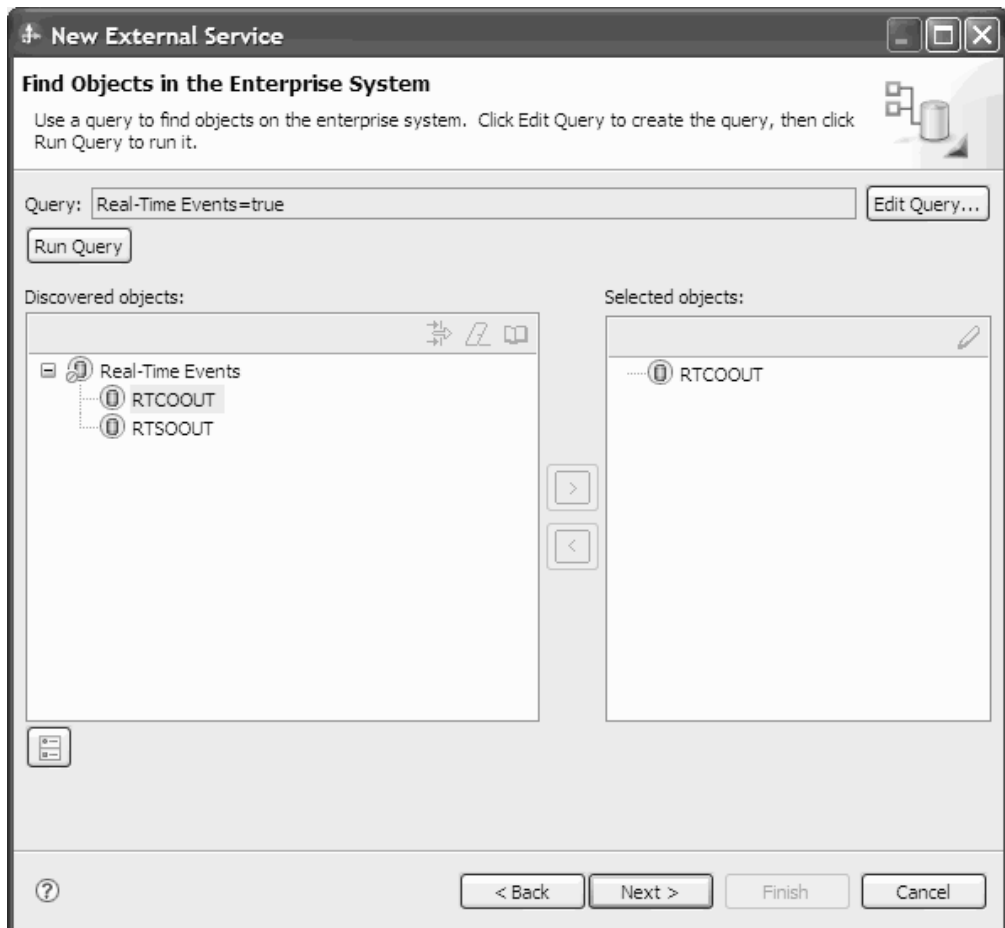 New External Service
Find Objects in the Enterprise System
Use a query to find objects on the enterprise system. Click Edit Query to create the query, then click
Run Query to run it.
Query: Real-Time Events=true Edit Query...
Run Query
Discovered objects:
Real-Time Events
RTCOOUT
RTSOOUT
Selected objects:
RTCOOUT
> 
<
?
< Back Next > Finish Cancel